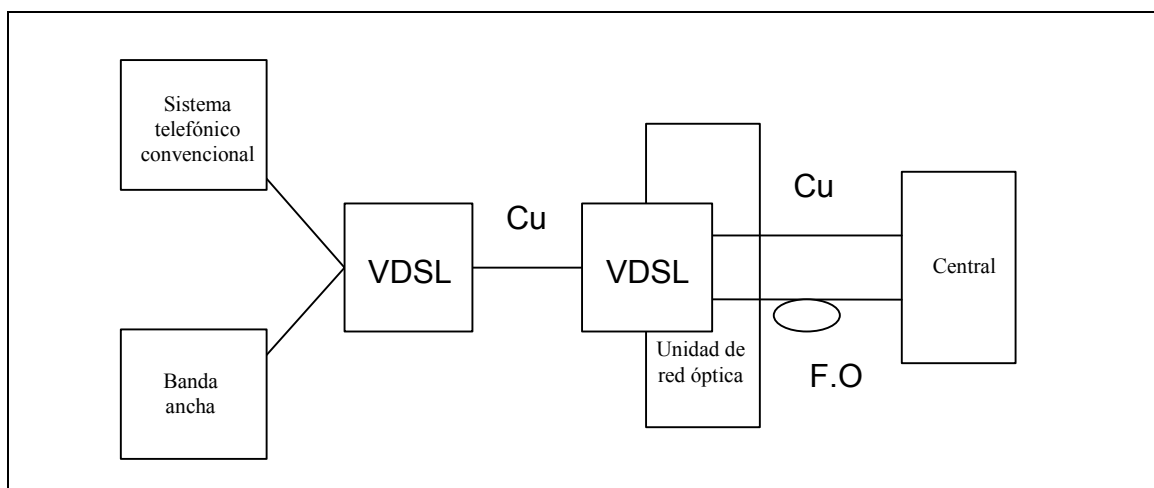 Sistema
telefónico
convencional
Banda
ancha
VDSL
Cu
VDSL
Unidad de
red óptica
Cu
F.O
Central